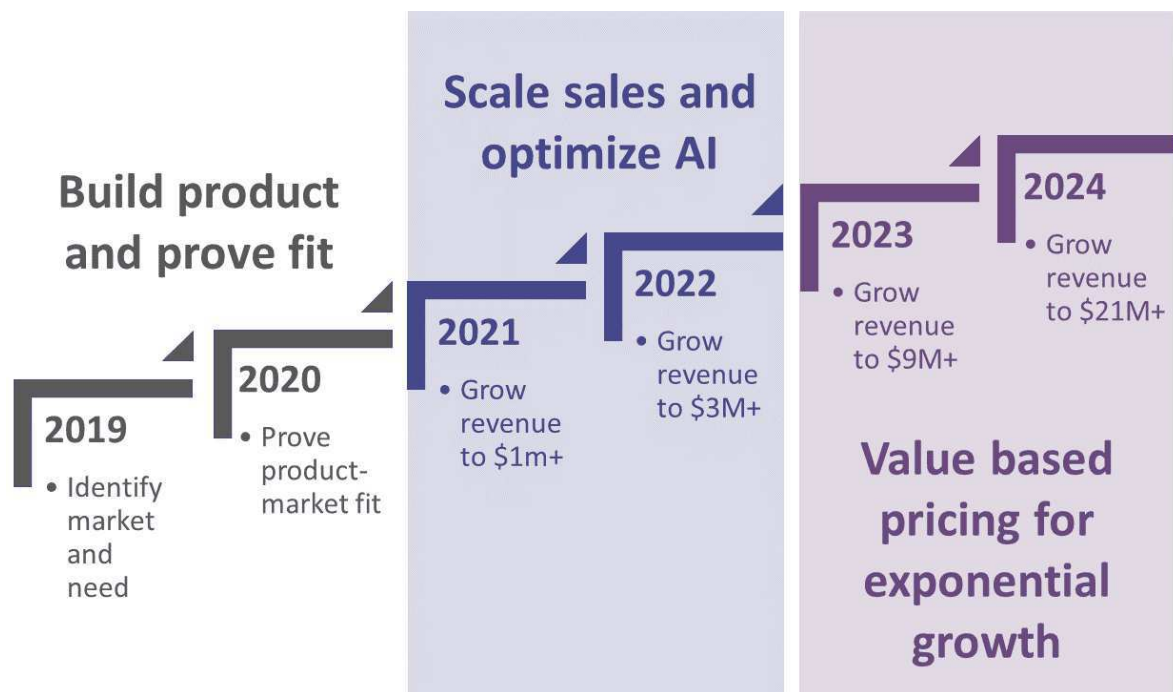 Build product
and prove fit
2019
• Identify
market
and
need
2020
• Prove
product-
market fit
Scale sales and
optimize AI
2021
• Grow
revenue
to $1m+
2022
• Grow
revenue
to $3M+
2023
• Grow
revenue
to $9M+
2024
• Grow
revenue
to $21M+
Value based
pricing for
exponential
growth